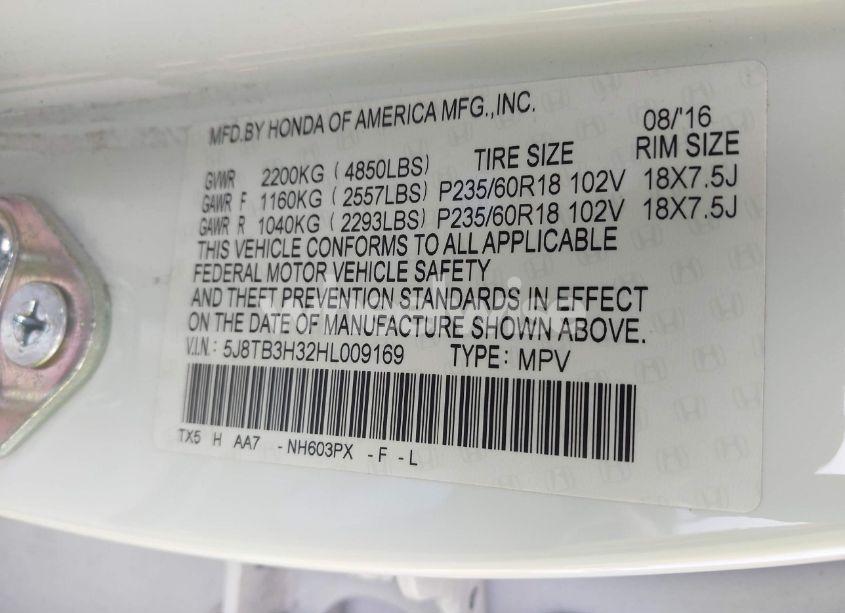 MFD.BY HONDA OF AMERICA MFG.,INC. 08/'16
GVWR 2200KG (4850LBS) TIRE SIZE RIM SIZE
GAWR F 1160KG (2557LBS) P235/60R18 102V 18X7.5J
GAWR R 1040KG (2293LBS) P235/60R18 102V 18X7.5J
THIS VEHICLE CONFORMS TO ALL APPLICABLE
FEDERAL MOTOR VEHICLE SAFETY
AND THEFT PREVENTION STANDARDS IN EFFECT
ON THE DATE OF MANUFACTURE SHOWN ABOVE.
V.I.N.: 5J8TB3H32HL009169 TYPE: MPV
TX5 H AA7 -NH603PX -F -L